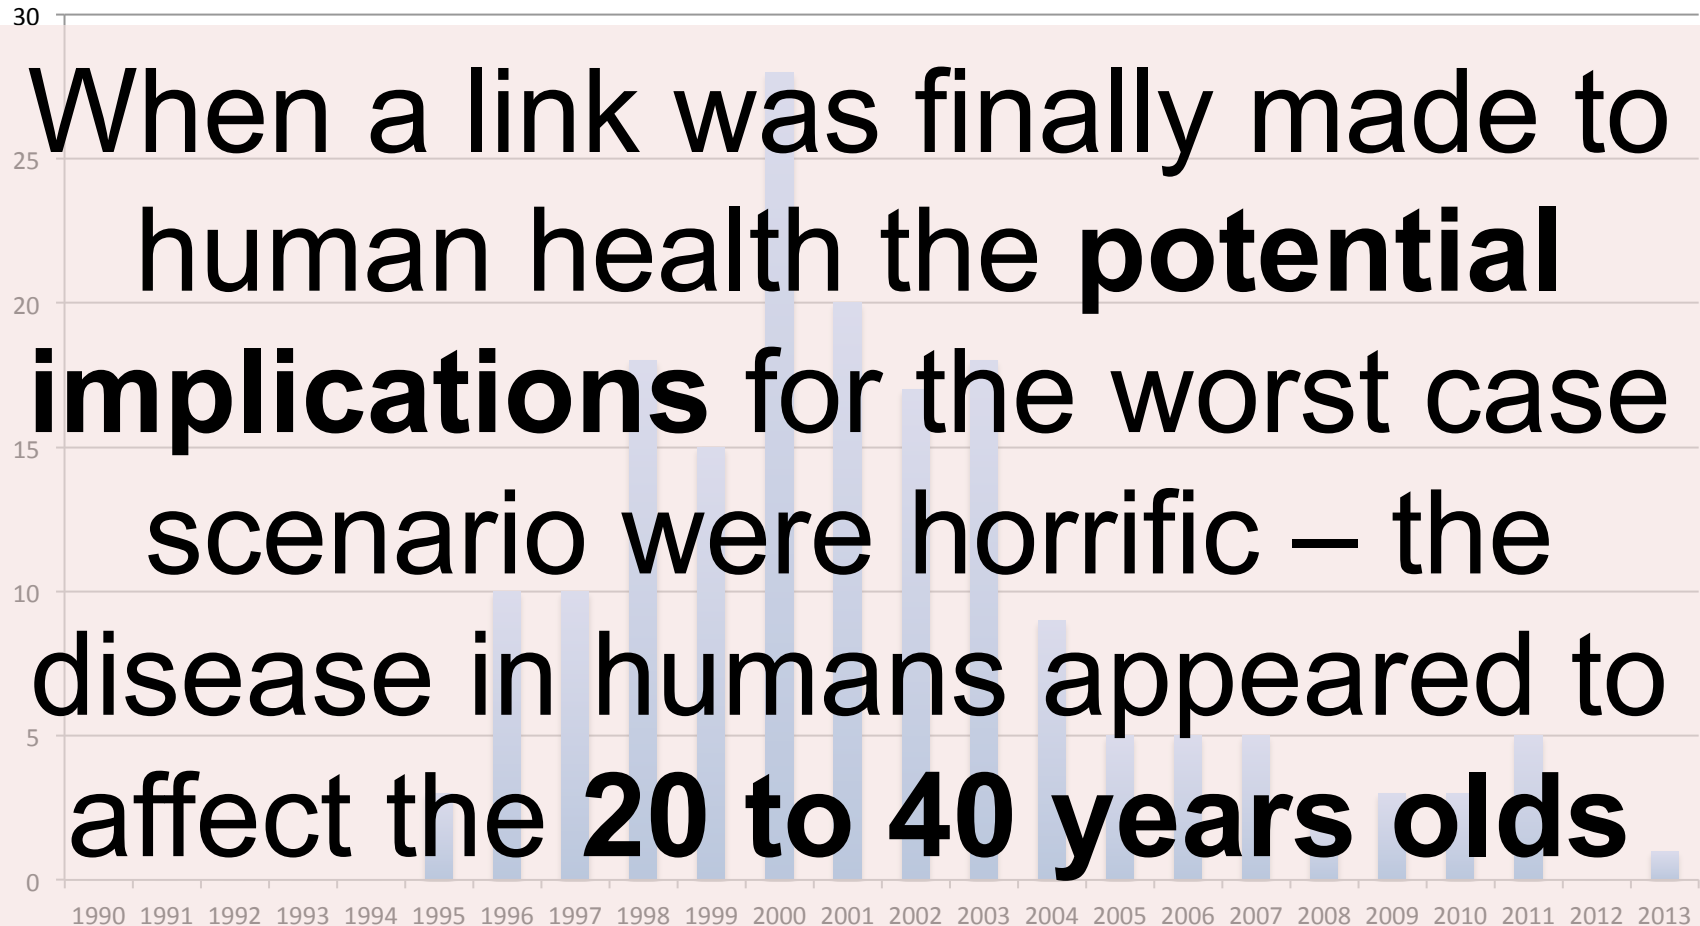 30
When a link was finally made to
25
human health the potential
20
implications for the worst case
15
scenario were horrific – the
10
disease in humans appeared to
5
affect the 20 to 40 years olds
0
1990 1991 1992 1993 1994 1995 1996 1997 1998 1999 2000 2001 2002 2003 2004 2005 2006 2007 2008 2009 2010 2011 2012 2013